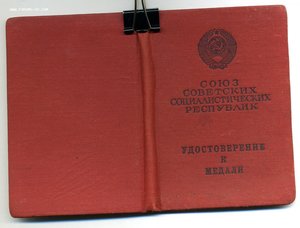 СОЮЗ
СОВЕТСКИХ
СОЦИАЛИСТИЧЕСКИХ
РЕСПУБЛИК
УДОСТОВЕРЕНИЕ
К
МЕДАЛИ